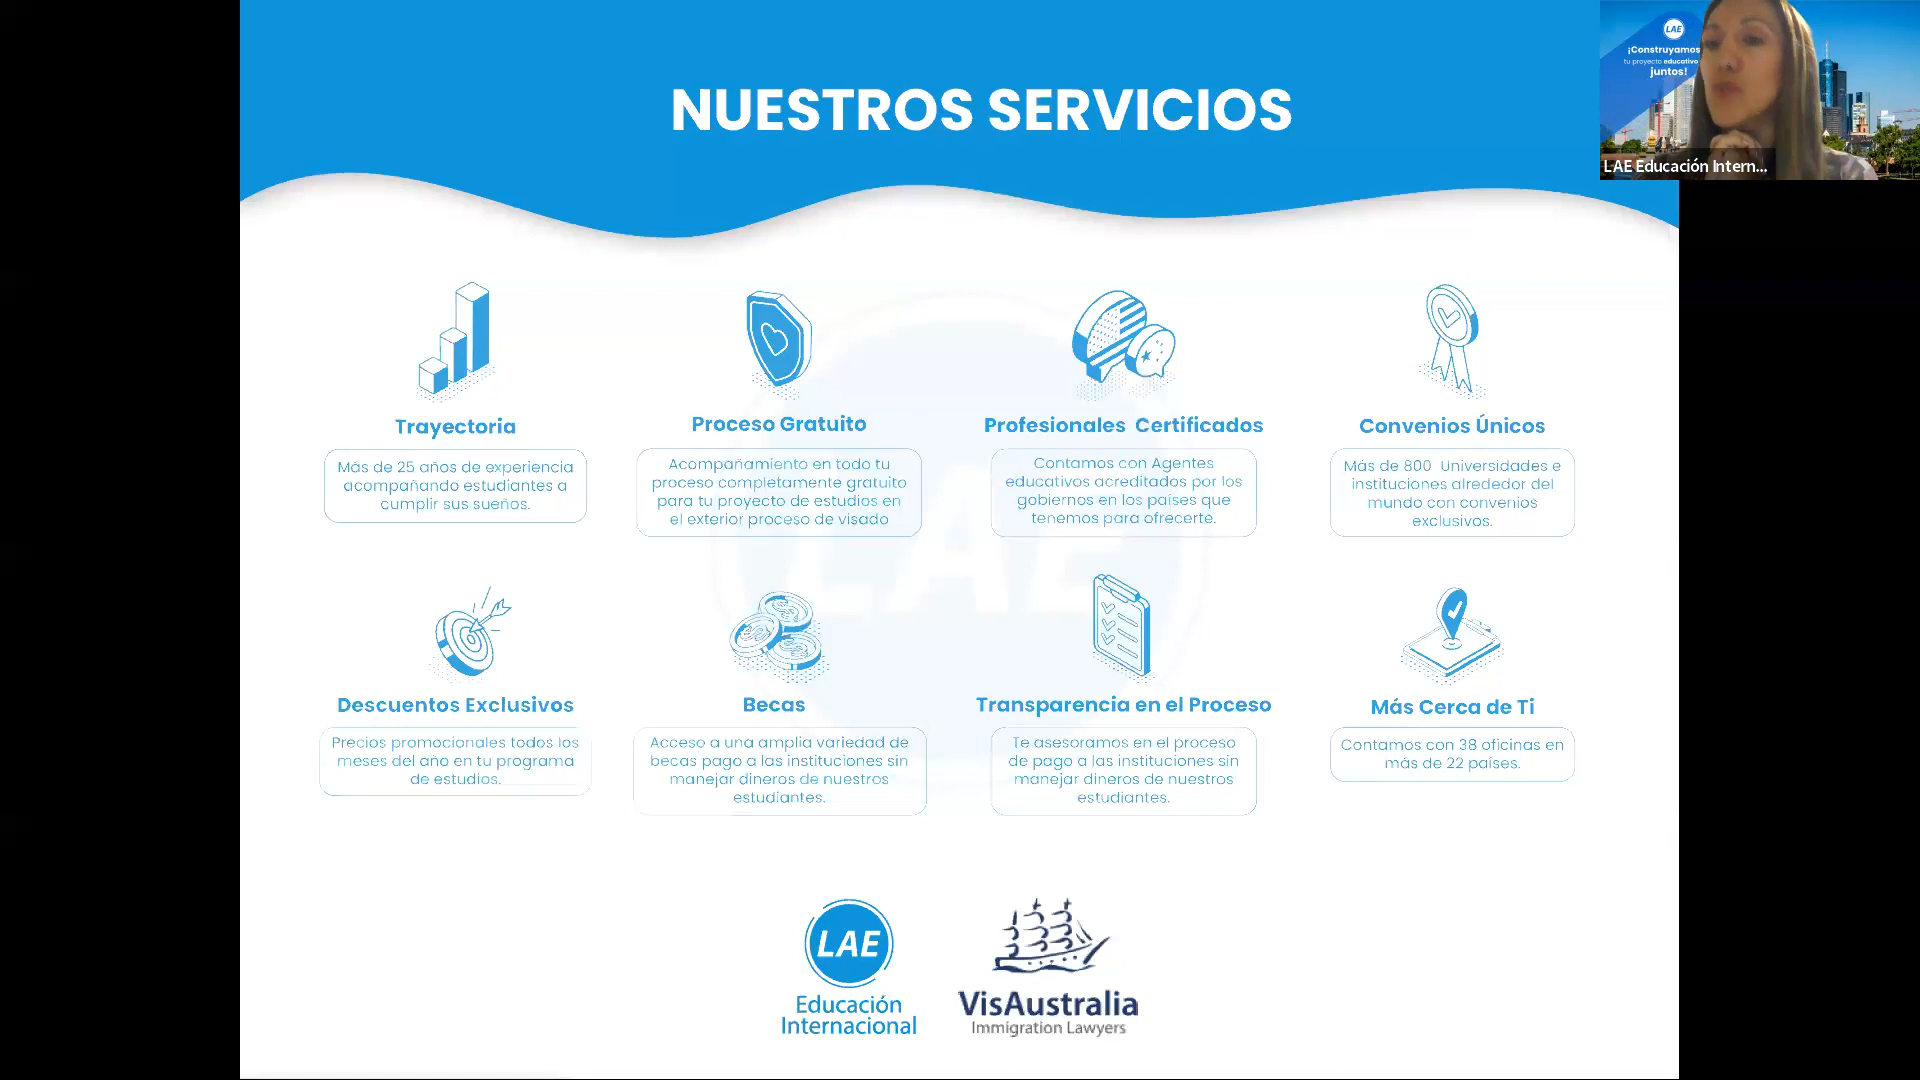 NUESTROS SERVICIOS
LAE
¡Construyamos
tu proyecto educativo
juntos!
LAE Educación Intern...
Trayectoria
Más de 25 años de experiencia
acompañando estudiantes a
cumplir sus sueños.
Proceso Gratuito
Acompañamiento en todo tu
proceso completamente gratuito
para tu proyecto de estudios en
el exterior proceso de visado
Profesionales Certificados
Contamos con Agentes
educativos acreditados por los
gobiernos en los países que
tenemos para ofrecerte.
Convenios Únicos
Más de 800 Universidades e
instituciones alrededor del
mundo con convenios
exclusivos.
Descuentos Exclusivos
Precios promocionales todos los
meses del año en tu programa
de estudios.
Becas
Acceso a una amplia variedad de
becas pago a las instituciones sin
manejar dineros de nuestros
estudiantes.
Transparencia en el Proceso
Te asesoramos en el proceso
de pago a las instituciones sin
manejar dineros de nuestros
estudiantes.
Más Cerca de Ti
Contamos con 38 oficinas en
más de 22 países.
LAE
LAE
Educación
Internacional
VisAustralia
Immigration Lawyers